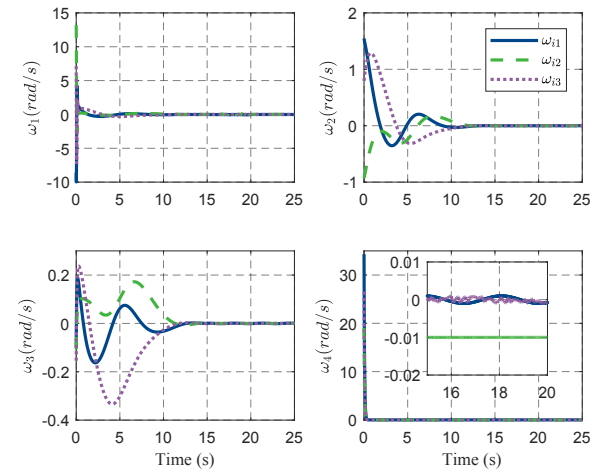 15
10
5
0
-5
-10
0 5 10 15 20 25
ω1(rad/s)
2
1
0
-1
0 5 10 15 20 25
ω2(rad/s)
ωi1
ωi2
ωi3
0.2
0
-0.2
-0.4
0 5 10 15 20 25
ω3(rad/s)
Time (s)
30
20
10
0
0 5 10 15 20 25
ω4(rad/s)
Time (s)
0.01
0
-0.01
-0.02
15 16 18 20